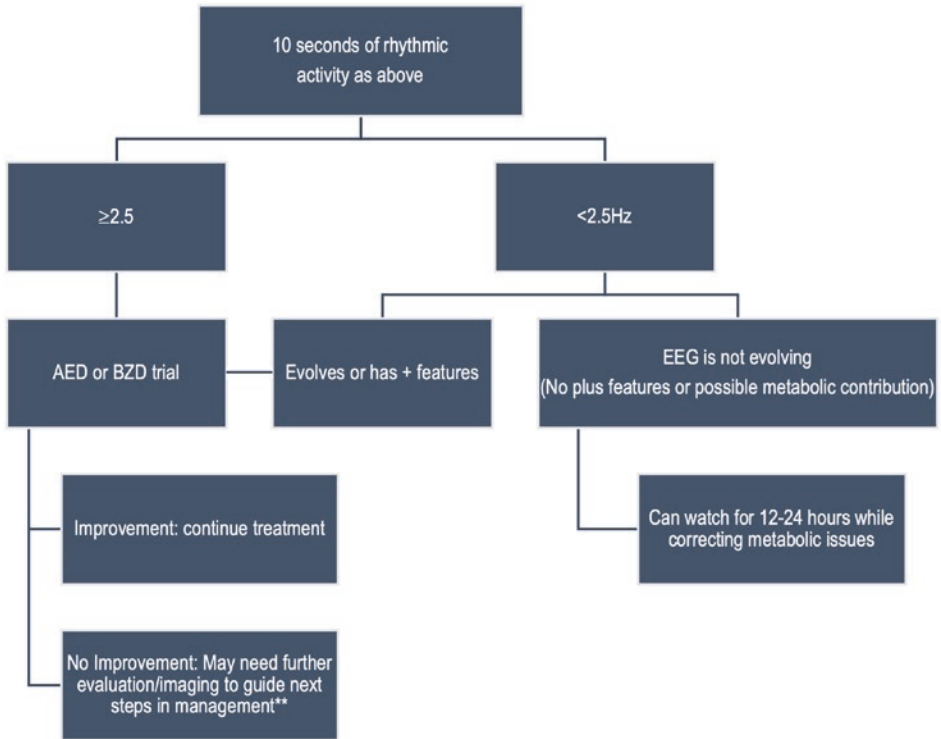 10 seconds of rhythmic
activity as above
≥2.5
<2.5Hz
AED or BZD trial
Evolves or has + features
EEG is not evolving
(No plus features or possible metabolic contribution)
Improvement: continue treatment
Can watch for 12-24 hours while
correcting metabolic issues
No Improvement: May need further
evaluation/imaging to guide next
steps in management**